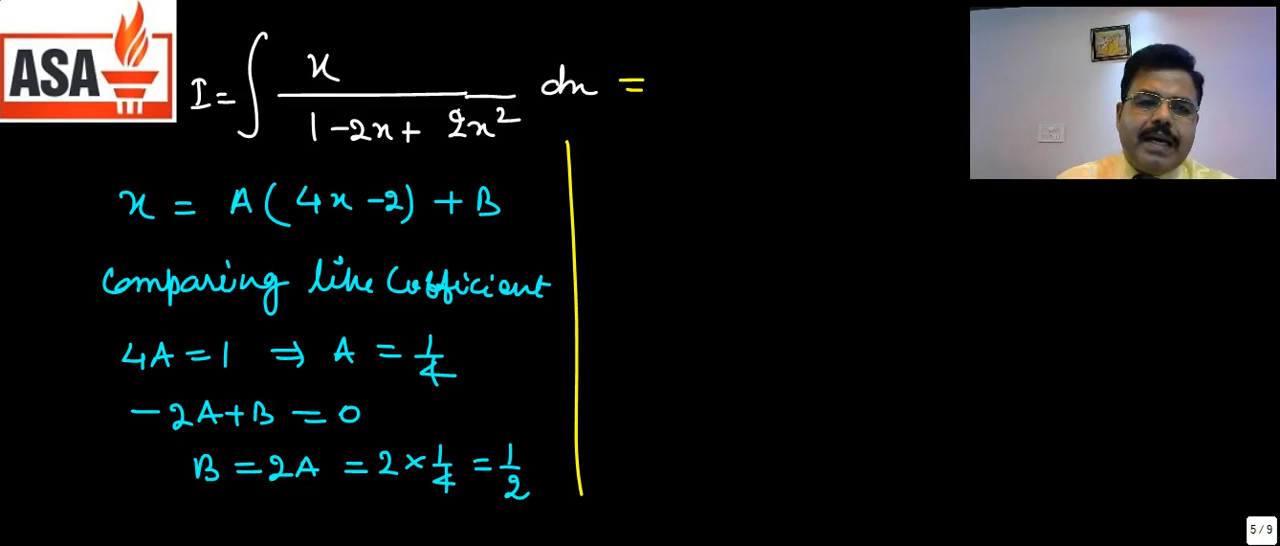 ASA
I = ∫ x / (1 - 2x + 2x²) dx =
x = A ( 4x - 2 ) + B
Comparing like Coefficient
4A = 1 ⇒ A = 1/4
- 2A + B = 0
B = 2A = 2 × 1/4 = 1/2
5 / 9